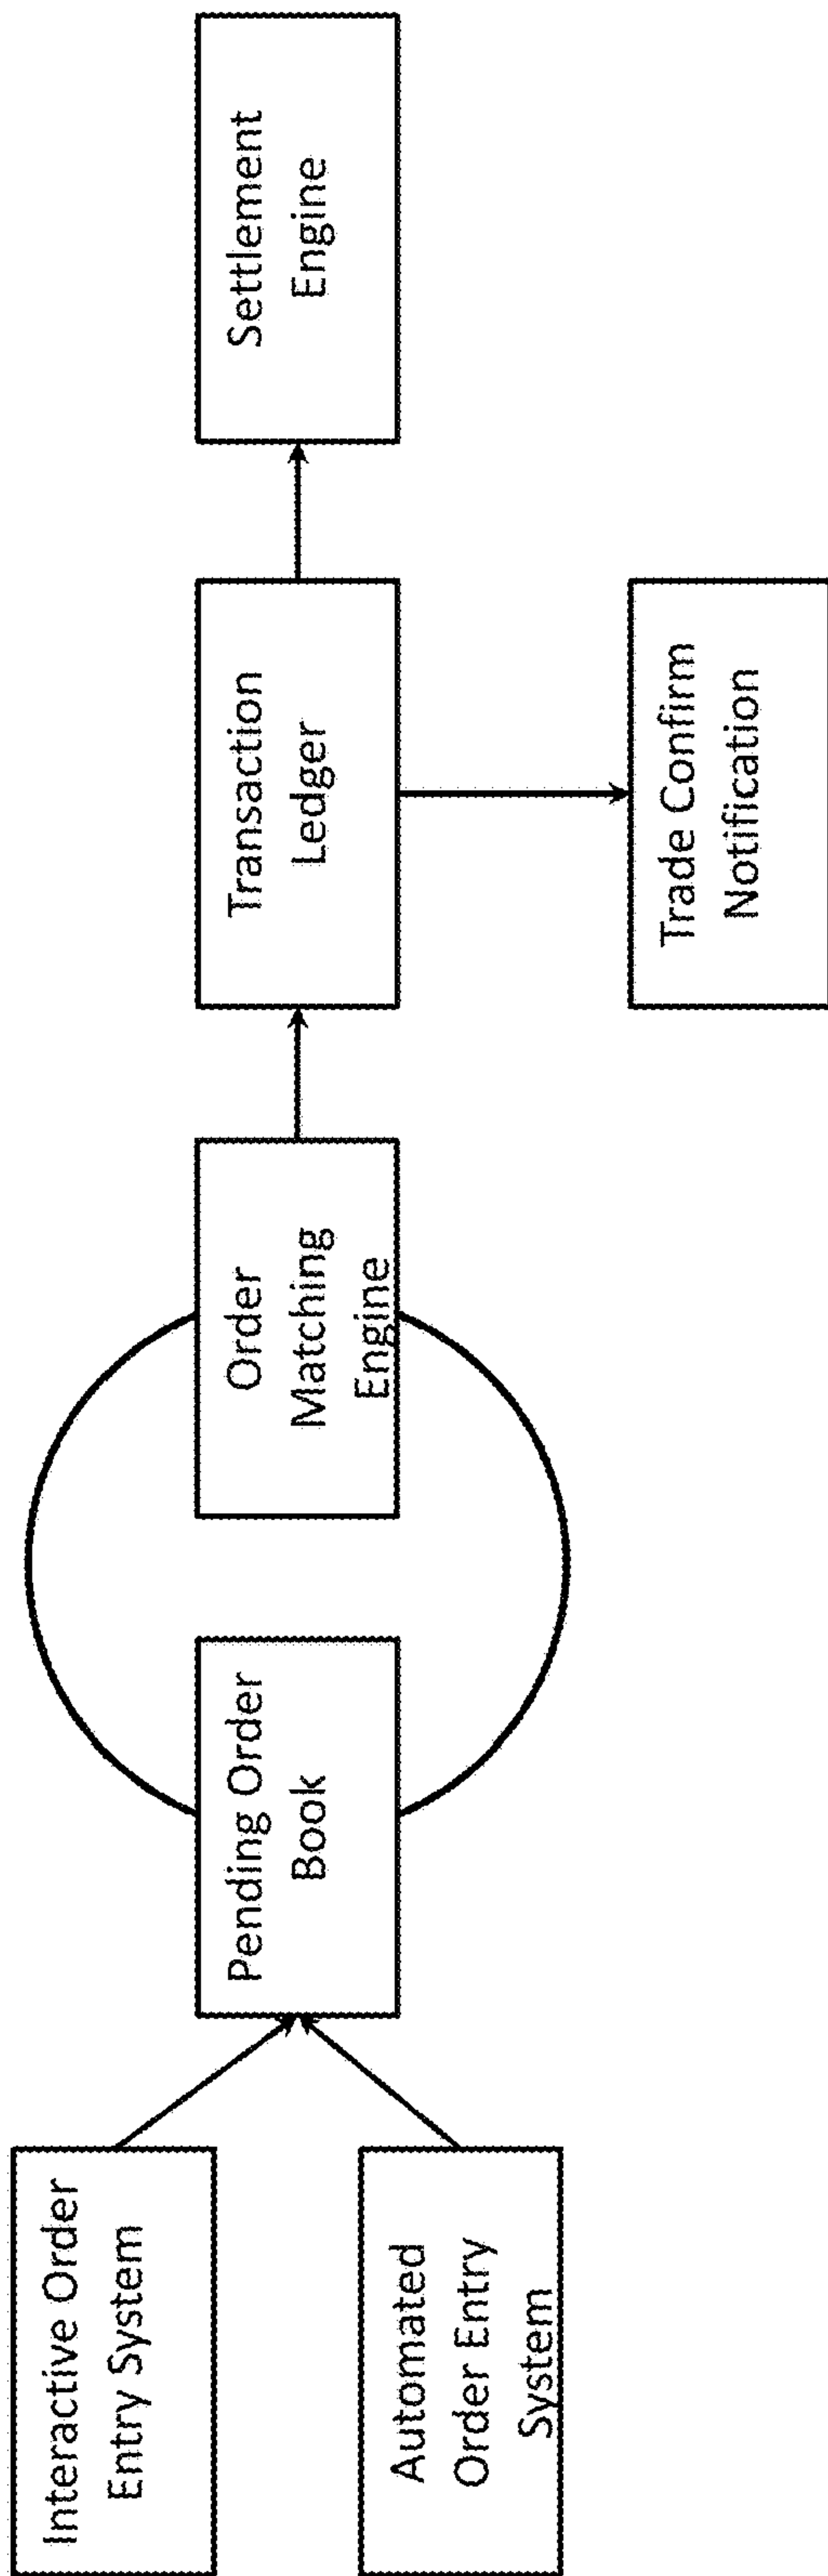 Interactive Order
Entry System
Automated
Order Entry
System
Pending Order
Book
Order
Matching
Engine
Transaction
Ledger
Trade Confirm
Notification
Settlement
Engine